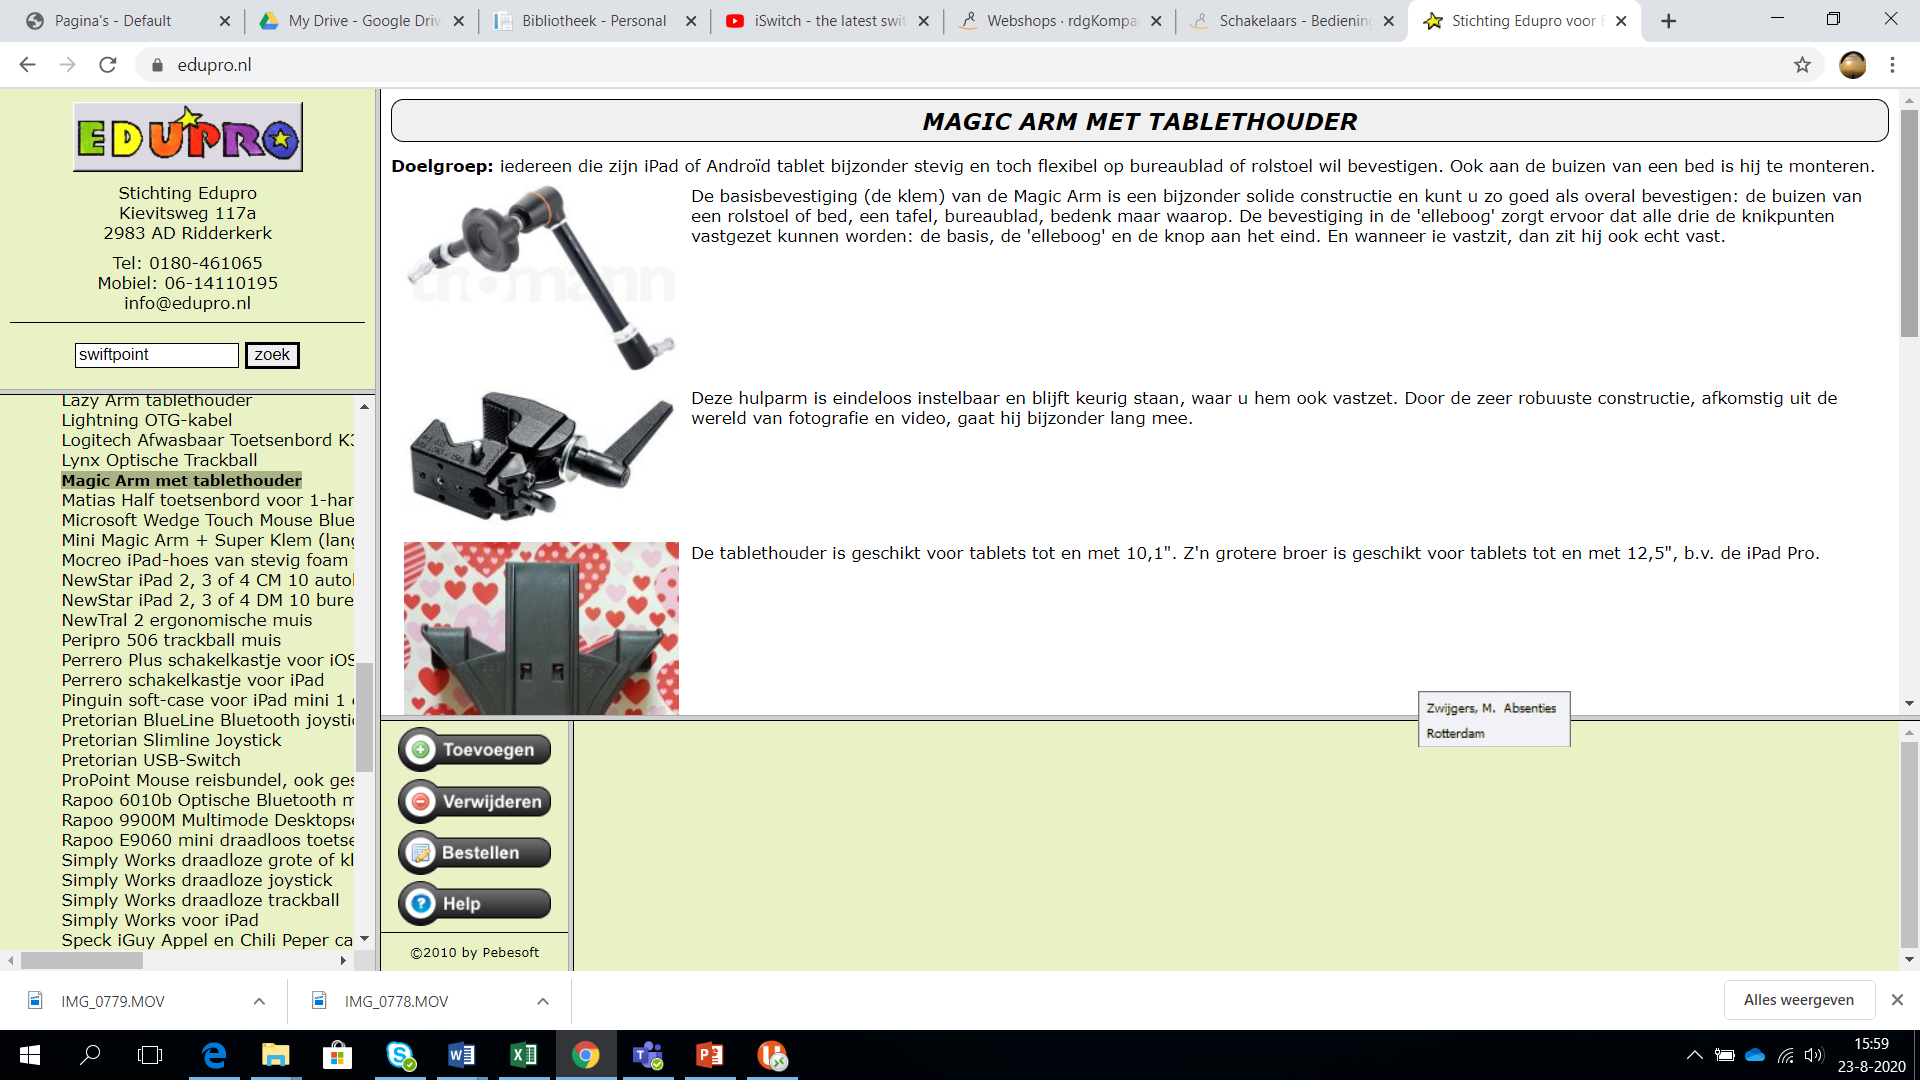 Pagina's - Default
My Drive - Google Driv
Bibliotheek - Personal
iSwitch - the latest swit
Webshops · rdgKompa
Schakelaars - Bediening
Stichting Edupro voor E
edupro.nl
EDUPRO
Stichting Edupro
Kievitsweg 117a
2983 AD Ridderkerk
Tel: 0180-461065
Mobiel: 06-14110195
info@edupro.nl
swiftpoint
zoek
Lazy Arm tablethouder
Lightning OTG-kabel
Logitech Afwasbaar Toetsenbord K3
Lynx Optische Trackball
Magic Arm met tablethouder
Matias Half toetsenbord voor 1-har
Microsoft Wedge Touch Mouse Blue
Mini Magic Arm + Super Klem (lang
Mocreo iPad-hoes van stevig foam
NewStar iPad 2, 3 of 4 CM 10 autol
NewStar iPad 2, 3 of 4 DM 10 bure
NewTral 2 ergonomische muis
Peripro 506 trackball muis
Perrero Plus schakelkastje voor iOS
Perrero schakelkastje voor iPad
Pinguin soft-case voor iPad mini 1
Pretorian BlueLine Bluetooth joystic
Pretorian Slimline Joystick
Pretorian USB-Switch
ProPoint Mouse reisbundel, ook ges
Rapoo 6010b Optische Bluetooth m
Rapoo 9900M Multimode Desktopse
Rapoo E9060 mini draadloos toetse
Simply Works draadloze grote of kl
Simply Works draadloze joystick
Simply Works draadloze trackball
Simply Works voor iPad
Speck iGuy Appel en Chili Peper ca
MAGIC ARM MET TABLETHOUDER
Doelgroep: iedereen die zijn iPad of Androïd tablet bijzonder stevig en toch flexibel op bureaublad of rolstoel wil bevestigen. Ook aan de buizen van een bed is hij te monteren.
thomann
De basisbevestiging (de klem) van de Magic Arm is een bijzonder solide constructie en kunt u zo goed als overal bevestigen: de buizen van
een rolstoel of bed, een tafel, bureaublad, bedenk maar waarop. De bevestiging in de 'elleboog' zorgt ervoor dat alle drie de knikpunten
vastgezet kunnen worden: de basis, de 'elleboog' en de knop aan het eind. En wanneer ie vastzit, dan zit hij ook echt vast.
Deze hulparm is eindeloos instelbaar en blijft keurig staan, waar u hem ook vastzet. Door de zeer robuuste constructie, afkomstig uit de
wereld van fotografie en video, gaat hij bijzonder lang mee.
De tablethouder is geschikt voor tablets tot en met 10,1". Z'n grotere broer is geschikt voor tablets tot en met 12,5", b.v. de iPad Pro.
Zwijgers, M. Absenties
Rotterdam
Toevoegen
Verwijderen
Bestellen
Help
©2010 by Pebesoft
IMG_0779.MOV
IMG_0778.MOV
Alles weergeven
15:59
23-8-2020